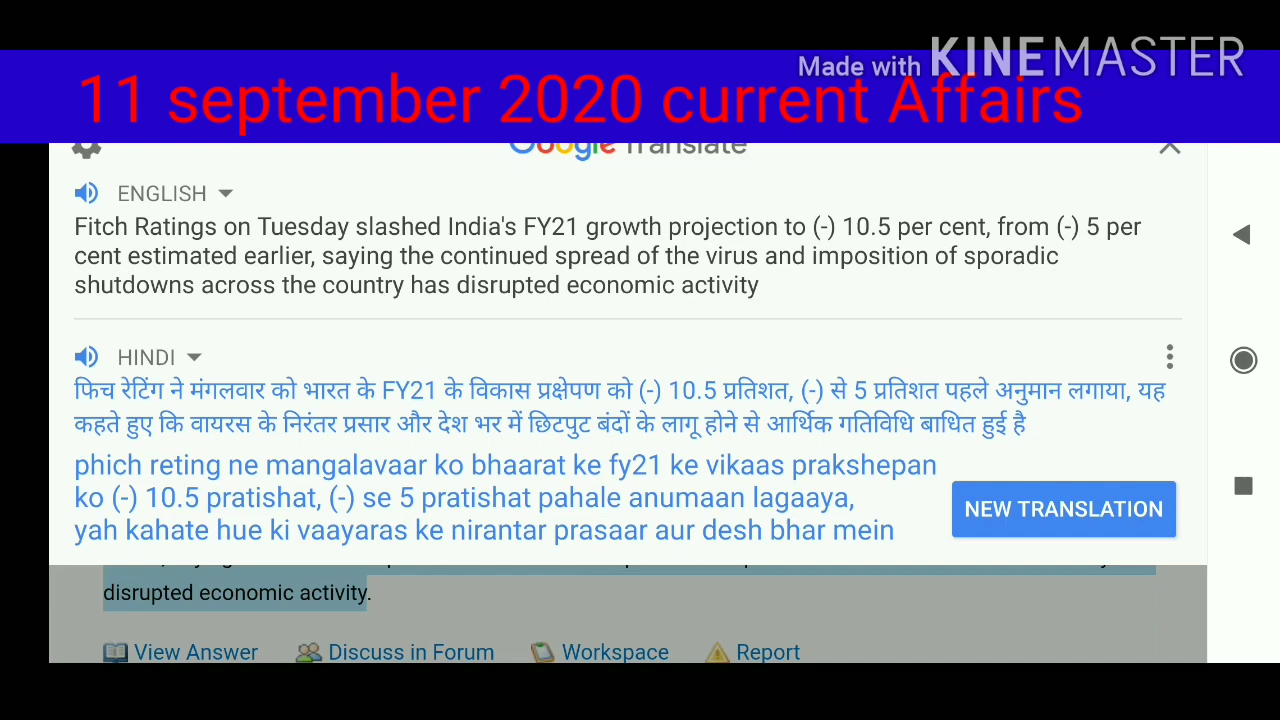 Made with KINEMASTER
11 september 2020 current Affairs
Google Translate
ENGLISH
Fitch Ratings on Tuesday slashed India's FY21 growth projection to (-) 10.5 per cent, from (-) 5 per
cent estimated earlier, saying the continued spread of the virus and imposition of sporadic
shutdowns across the country has disrupted economic activity
HINDI
फिच रेटिंग ने मंगलवार को भारत के FY21 के विकास प्रक्षेपण को (-) 10.5 प्रतिशत, (-) से 5 प्रतिशत पहले अनुमान लगाया, यह
कहते हुए कि वायरस के निरंतर प्रसार और देश भर में छिटपुट बंदों के लागू होने से आर्थिक गतिविधि बाधित हुई है
phich reting ne mangalavaar ko bhaarat ke fy21 ke vikaas prakshepan
ko (-) 10.5 pratishat, (-) se 5 pratishat pahale anumaan lagaaya,
yah kahate hue ki vaayaras ke nirantar prasaar aur desh bhar mein
NEW TRANSLATION
disrupted economic activity.
View Answer Discuss in Forum Workspace Report